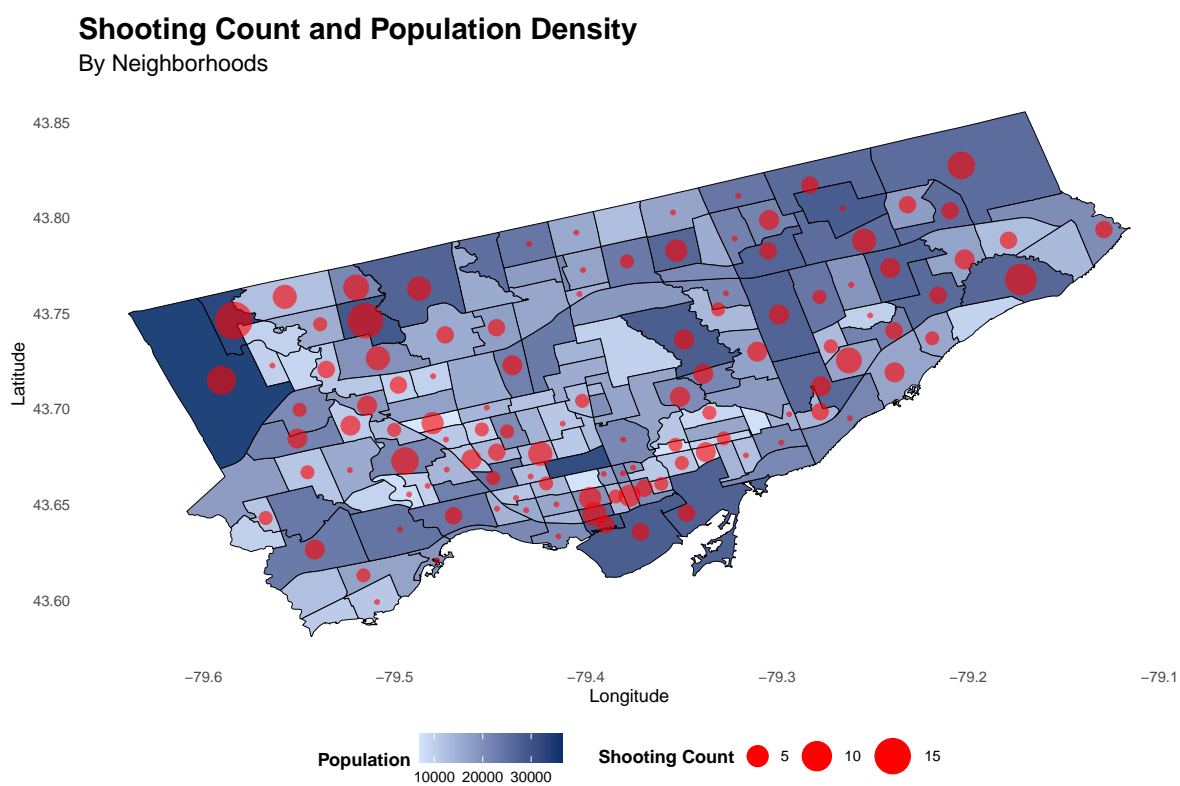 Shooting Count and Population Density
By Neighborhoods
43.85
43.80
43.75
43.70
43.65
43.60
Latitude
−79.6 −79.5 −79.4 −79.3 −79.2 −79.1
Longitude
Population
10000 20000 30000
Shooting Count 5 10 15